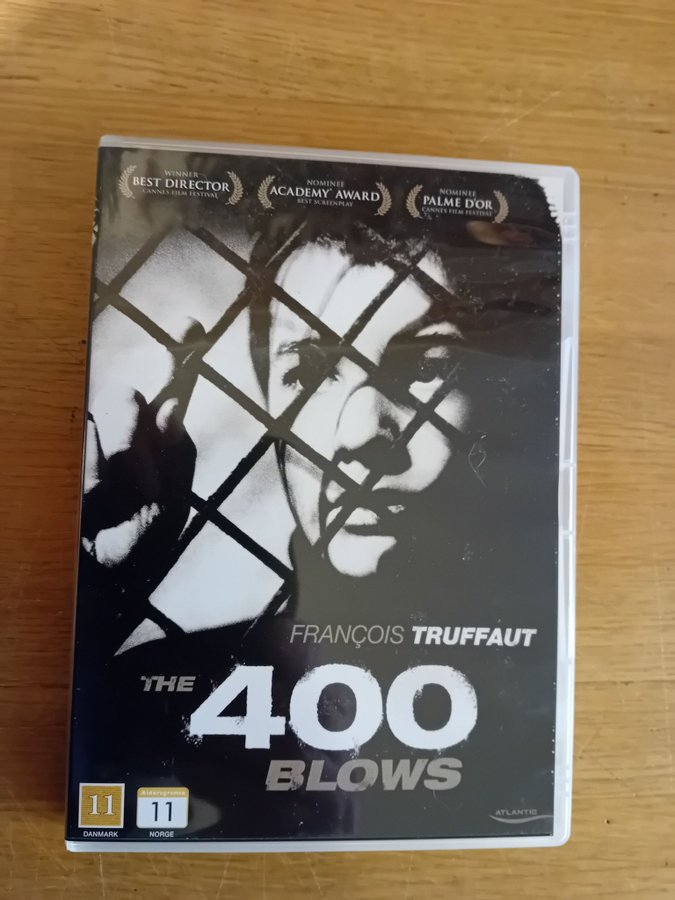 WINNER
BEST DIRECTOR
CANNES FILM FESTIVAL
NOMINEE
ACADEMY AWARD
BEST SCREENPLAY
NOMINEE
PALME D'OR
CANNES FILM FESTIVAL
FRANÇOIS TRUFFAUT
THE
400
BLOWS
11
DANMARK
Aldersgrense
11
NORGE
ATLANTIC